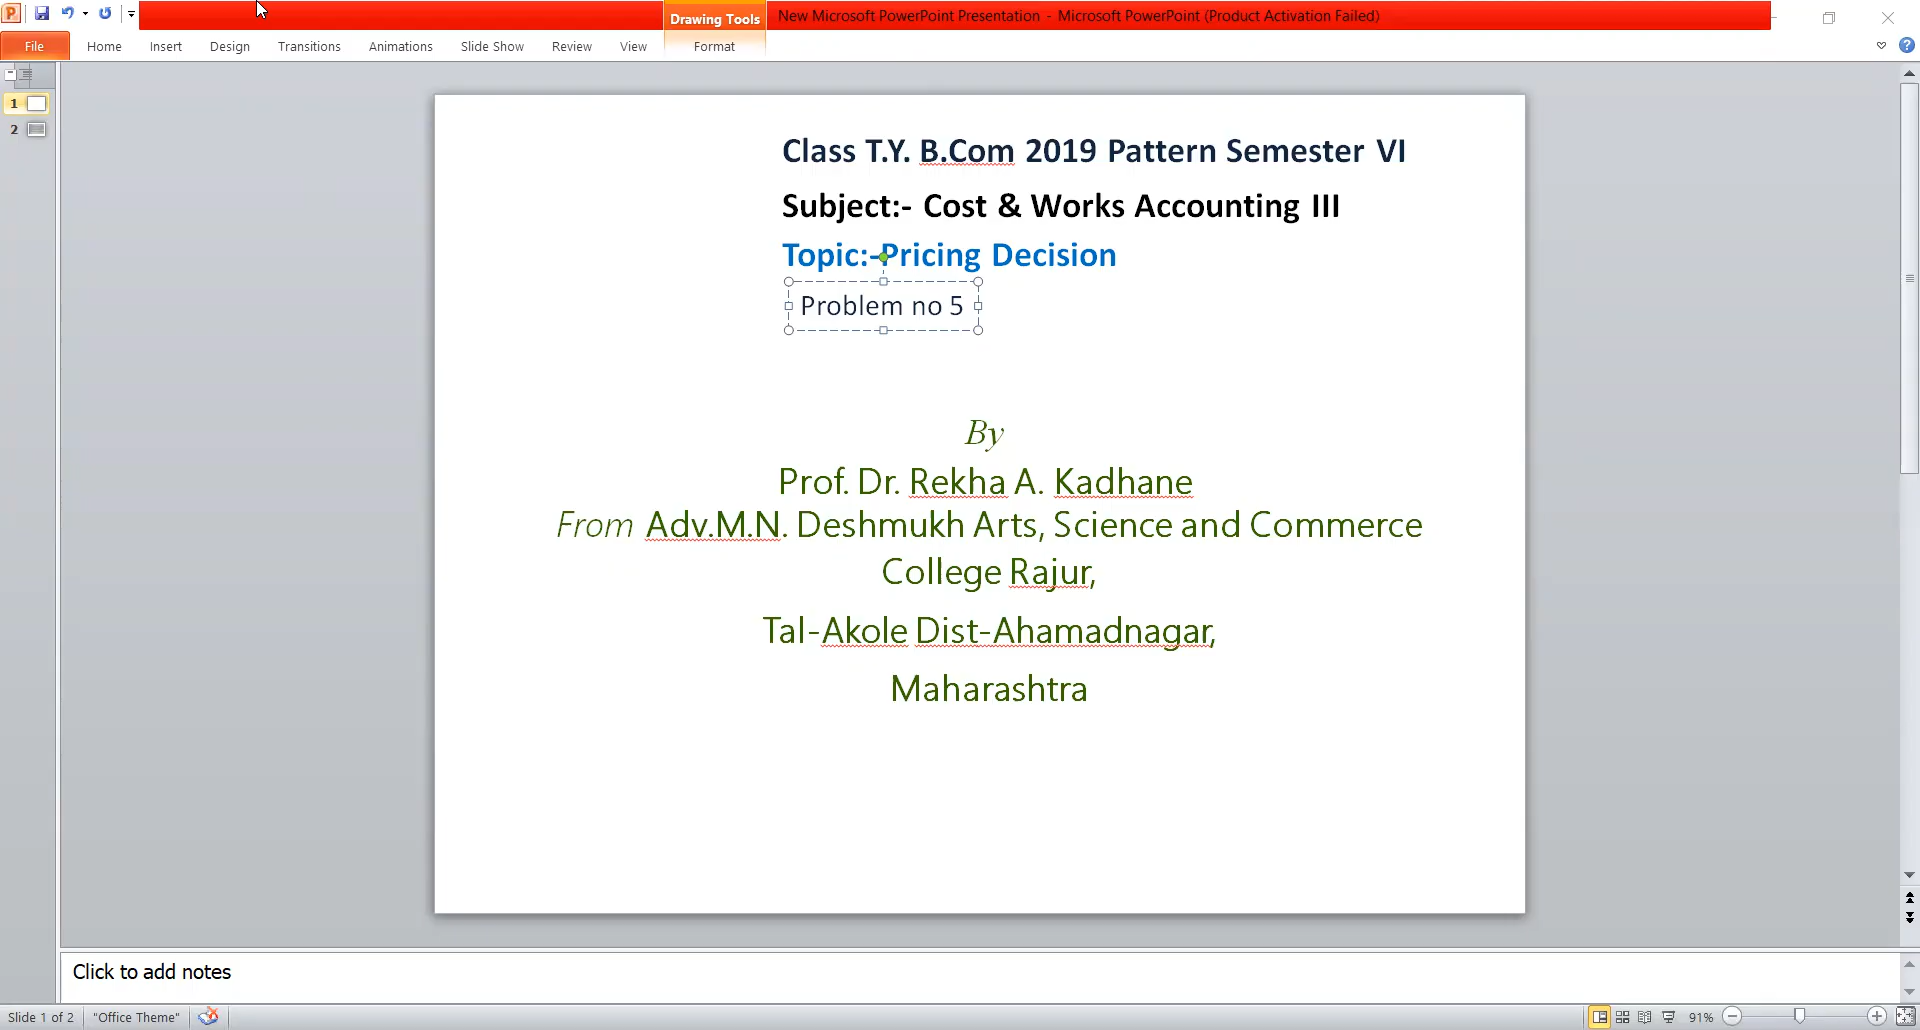 Drawing Tools
New Microsoft PowerPoint Presentation - Microsoft PowerPoint (Product Activation Failed)
File Home Insert Design Transitions Animations Slide Show Review View Format
1
2
Class T.Y. B.Com 2019 Pattern Semester VI
Subject:- Cost & Works Accounting III
Topic:-Pricing Decision
Problem no 5
By
Prof. Dr. Rekha A. Kadhane
From Adv.M.N. Deshmukh Arts, Science and Commerce
College Rajur,
Tal-Akole Dist-Ahamadnagar,
Maharashtra
Click to add notes
Slide 1 of 2 "Office Theme" 91%